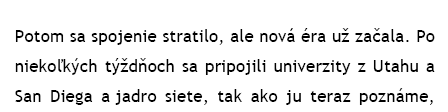 Potom sa spojenie stratilo, ale nová éra už začala. Po
niekoľkých týždňoch sa pripojili univerzity z Utahu a
San Diega a jadro siete, tak ako ju teraz poznáme,